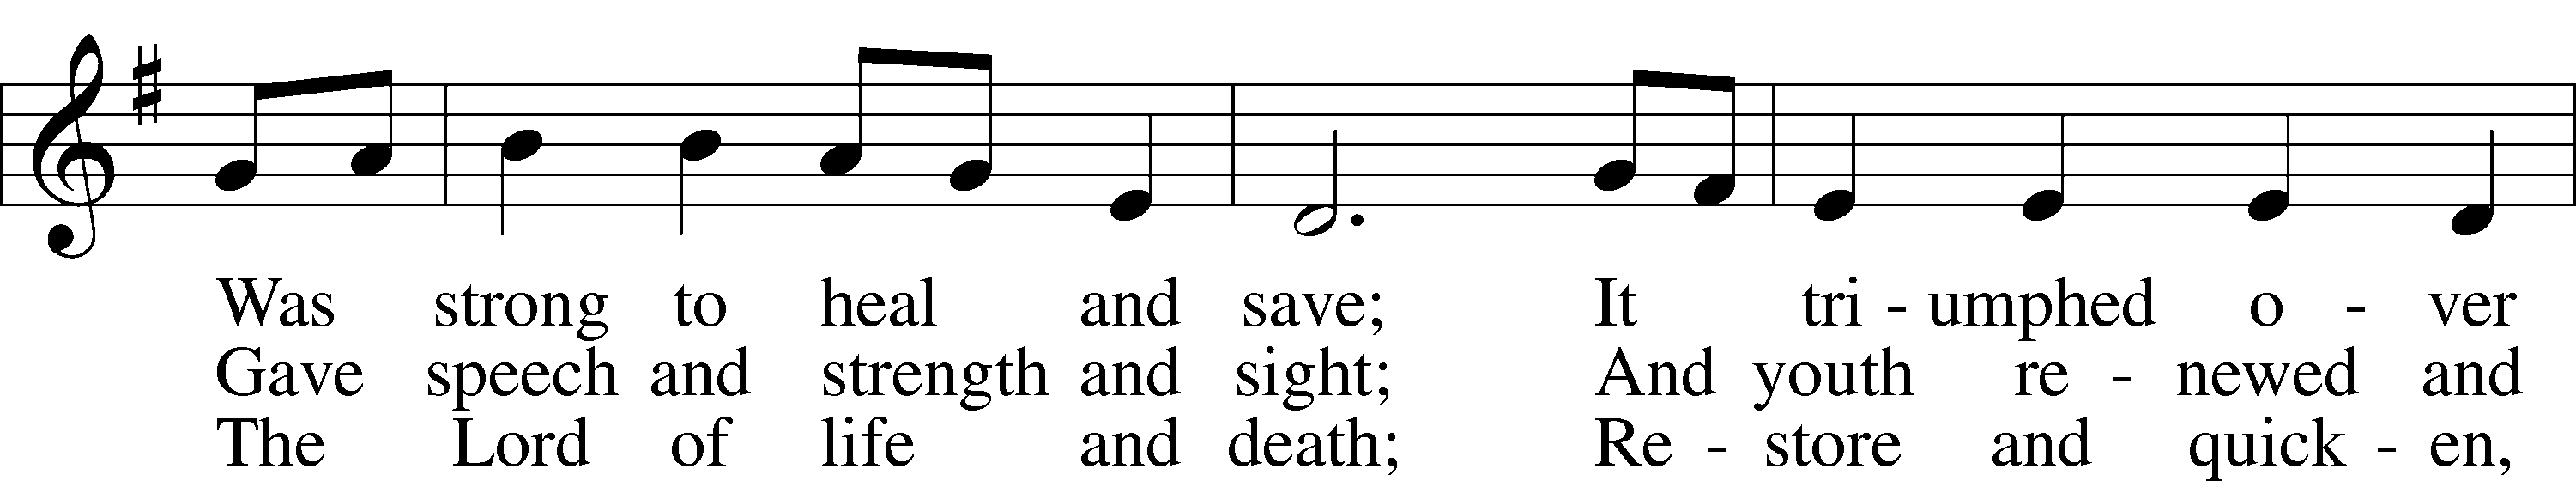 Was strong to heal and save; It tri - umphed o - ver
Gave speech and strength and sight; And youth re - newed and
The Lord of life and death; Re - store and quick - en,